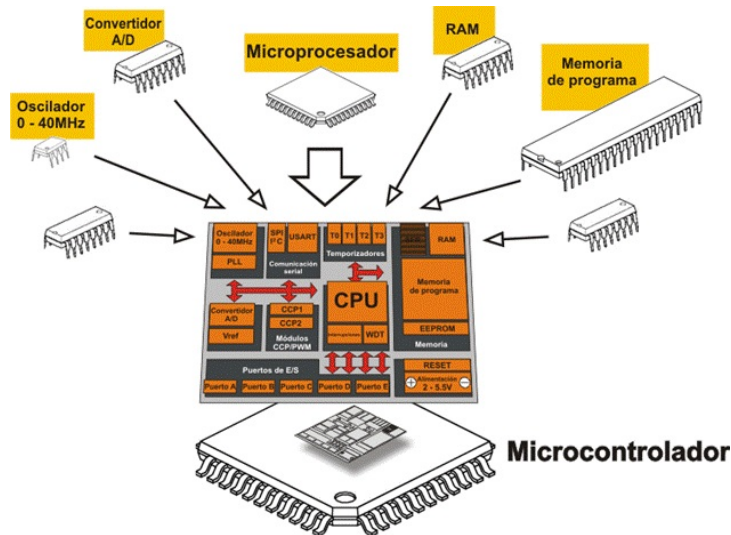 Convertidor
A/D
Microprocesador
RAM
Memoria
de programa
Oscilador
0 - 40MHz
Oscilador
0 - 40MHz
PLL
SPI
I²C
USART
Comunicación
serial
T0
T1
T2
T3
Temporizadores
RAM
Memoria
de programa
EEPROM
Memoria
Convertidor
A/D
Vref
CCP1
CCP2
Módulos
CCP/PWM
CPU
WDT
Puertos de E/S
Puerto A
Puerto B
Puerto C
Puerto D
Puerto E
RESET
+
Alimentación
2 - 5.5V
-
Microcontrolador